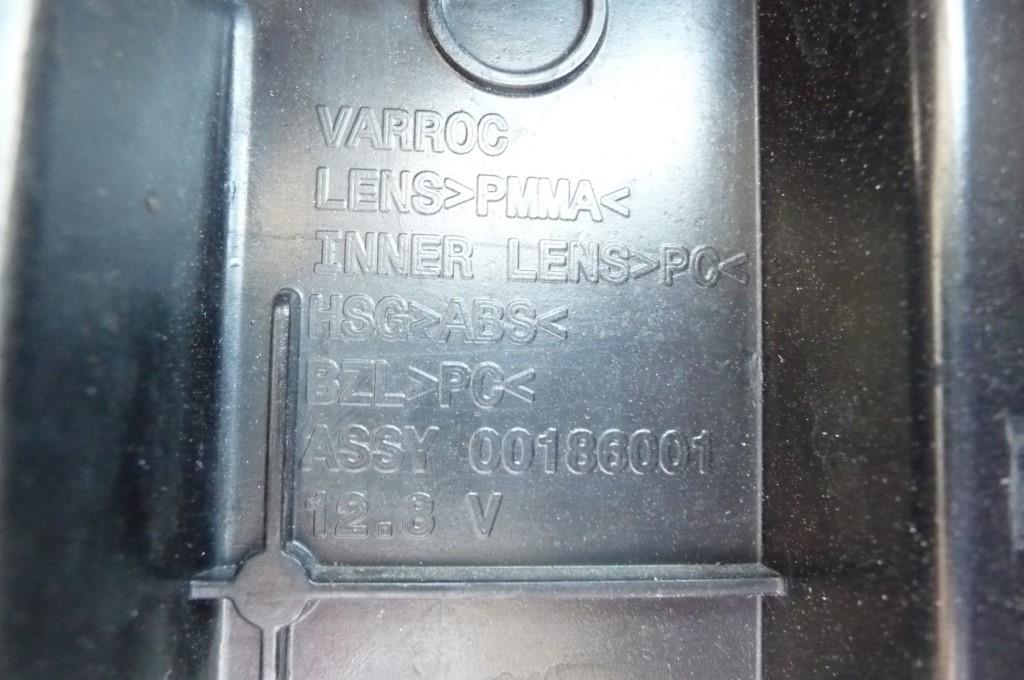 VARROC
LENS>PMMA<
INNER LENS>PC<
HSG>ABS<
BZL>PC<
ASSY 00186001
12.8 V